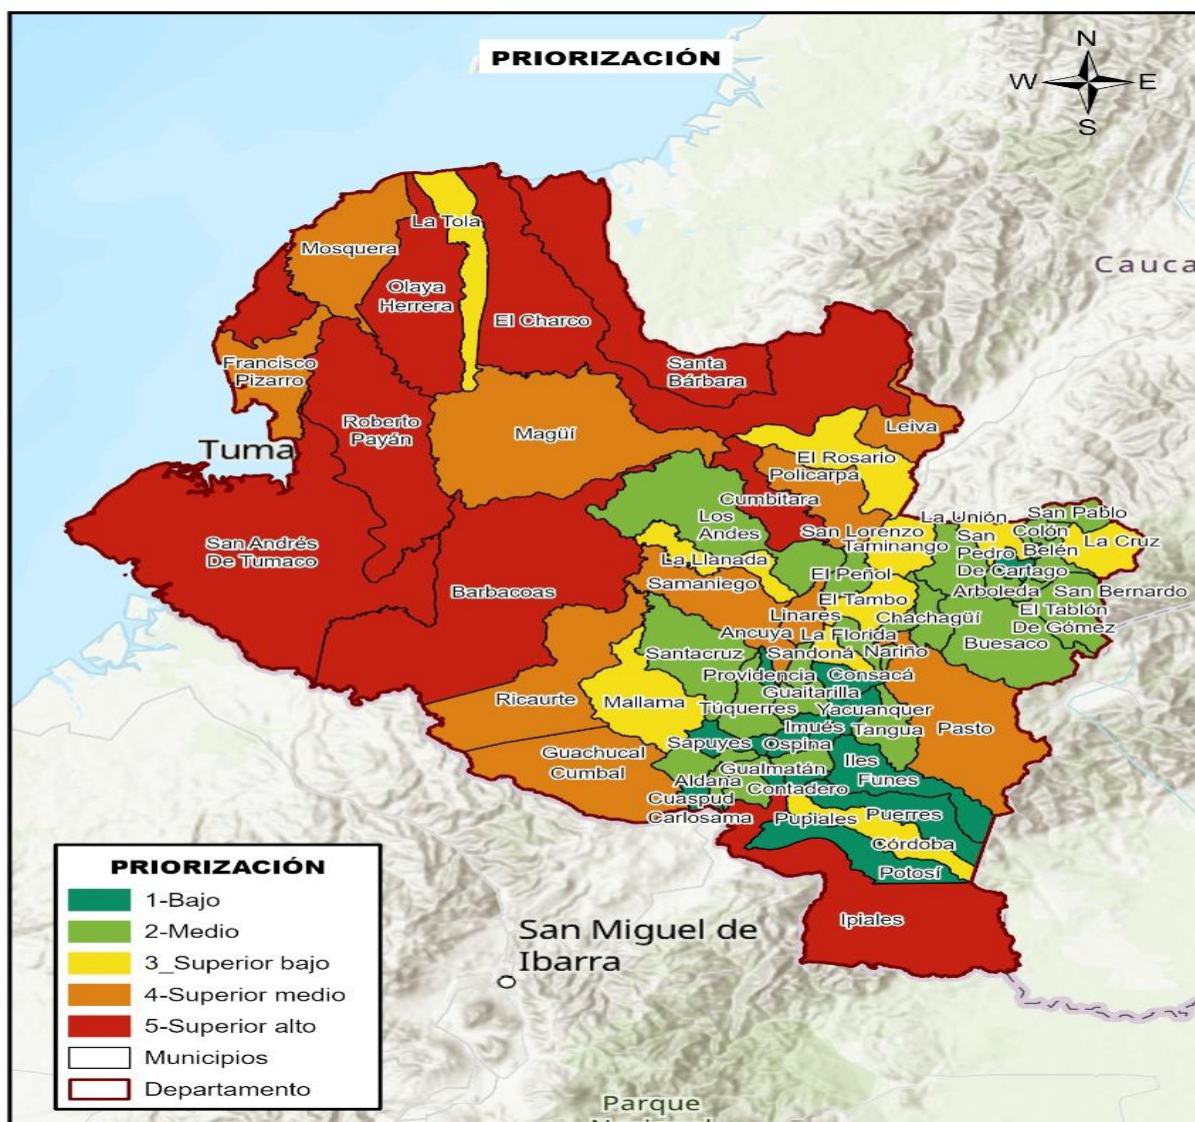 PRIORIZACIÓN
N
W
E
S
Cauca
La Tola
Mosquera
Olaya
Herrera
El Charco
Santa
Bárbara
Francisco
Pizarro
Roberto
Payán
Magüí
Leiva
Tuma
El Rosario
Policarpa
Cumbitara
Los
Andes
San Lorenzo
Taminango
La Unión
San Pablo
Colón
San
Pedro
De Cartago
Belén
La Cruz
San Andrés
De Tumaco
La Llanada
Samaniego
El Peñol
Barbacoas
El Tambo
Arboleda
San Bernardo
Linares
Chachagüí
El Tablón
De Gómez
Ancuya
La Florida
Buesaco
Santacruz
Sandoná
Nariño
Providencia
Consacá
Guaitarilla
Ricaurte
Mallama
Túquerres
Yacuanquer
Imués
Tangua
Pasto
Sapuyes
Ospina
Guachucal
Cumbal
Iles
Funes
Gualmatán
Aldana
Contadero
Cuaspud
Carlosama
Pupiales
Puerres
Córdoba
Potosí
Ipiales
PRIORIZACIÓN
1-Bajo
2-Medio
3_Superior bajo
4-Superior medio
5-Superior alto
Municipios
Departamento
San Miguel de
Ibarra
Parque